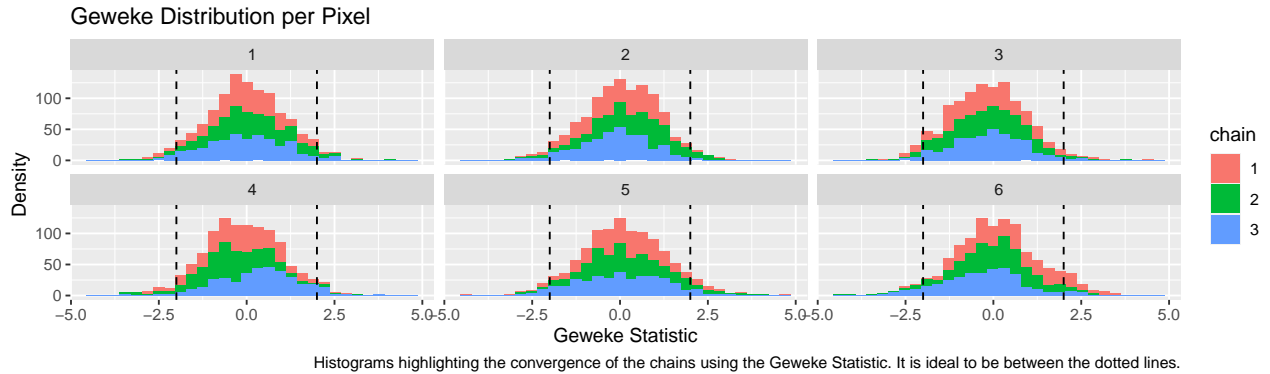 Geweke Distribution per Pixel
1 2 3
100
50
0
4 5 6
100
50
0
Density
−5.0 −2.5 0.0 2.5 5.0 −5.0 −2.5 0.0 2.5 5.0 −5.0 −2.5 0.0 2.5 5.0
Geweke Statistic
chain
1
2
3
Histograms highlighting the convergence of the chains using the Geweke Statistic. It is ideal to be between the dotted lines.